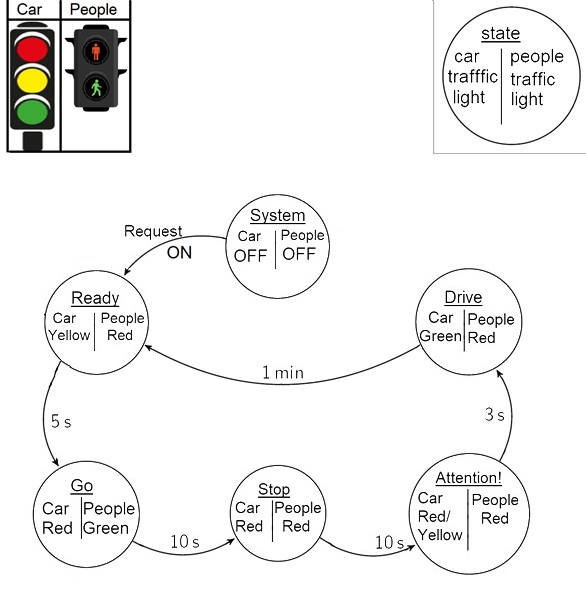 Car People
state
car people
trafffic traffic
light light
System
Car People
OFF OFF
Request
ON
Ready
Car People
Yellow Red
Drive
Car People
Green Red
1 min
5 s
3 s
Go
Car People
Red Green
Stop
Car People
Red Red
Attention!
Car People
Red/ Red
Yellow
10 s
10 s